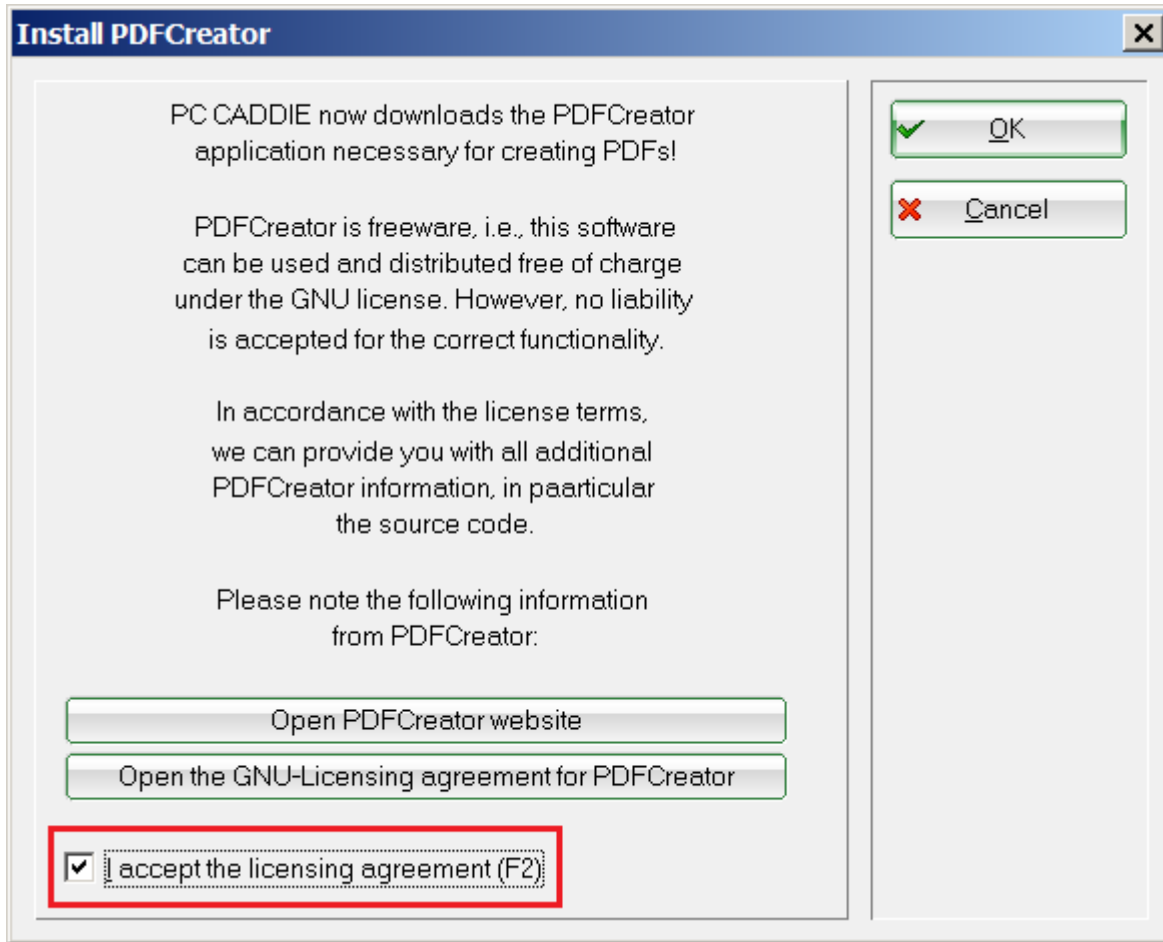 Install PDFCreator
PC CADDIE now downloads the PDFCreator
application necessary for creating PDFs!
PDFCreator is freeware, i.e., this software
can be used and distributed free of charge
under the GNU license. However, no liability
is accepted for the correct functionality.
In accordance with the license terms,
we can provide you with all additional
PDFCreator information, in paarticular
the source code.
Please note the following information
from PDFCreator:
Open PDFCreator website
Open the GNU-Licensing agreement for PDFCreator
I accept the licensing agreement (F2)
OK
Cancel